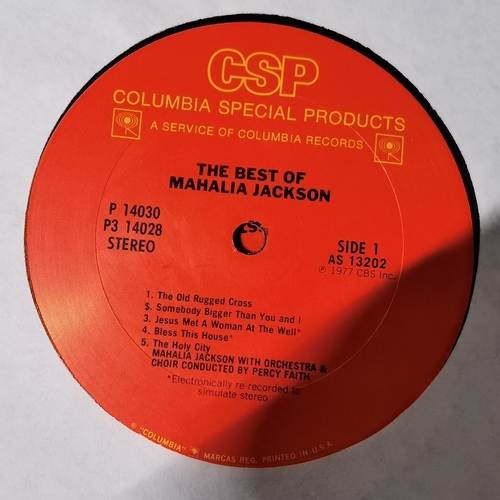 CSP
COLUMBIA SPECIAL PRODUCTS
A SERVICE OF COLUMBIA RECORDS
THE BEST OF
MAHALIA JACKSON
P 14030
P3 14028
STEREO
SIDE 1
AS 13202
℗ 1977 CBS Inc.
1. The Old Rugged Cross
S. Somebody Bigger Than You and I
3. Jesus Met A Woman At The Well*
4. Bless This House*
5. The Holy City
MAHALIA JACKSON WITH ORCHESTRA &
CHOIR CONDUCTED BY PERCY FAITH
*Electronically re-recorded to
simulate stereo
® "COLUMBIA" MARCAS REG. PRINTED IN U.S.A.